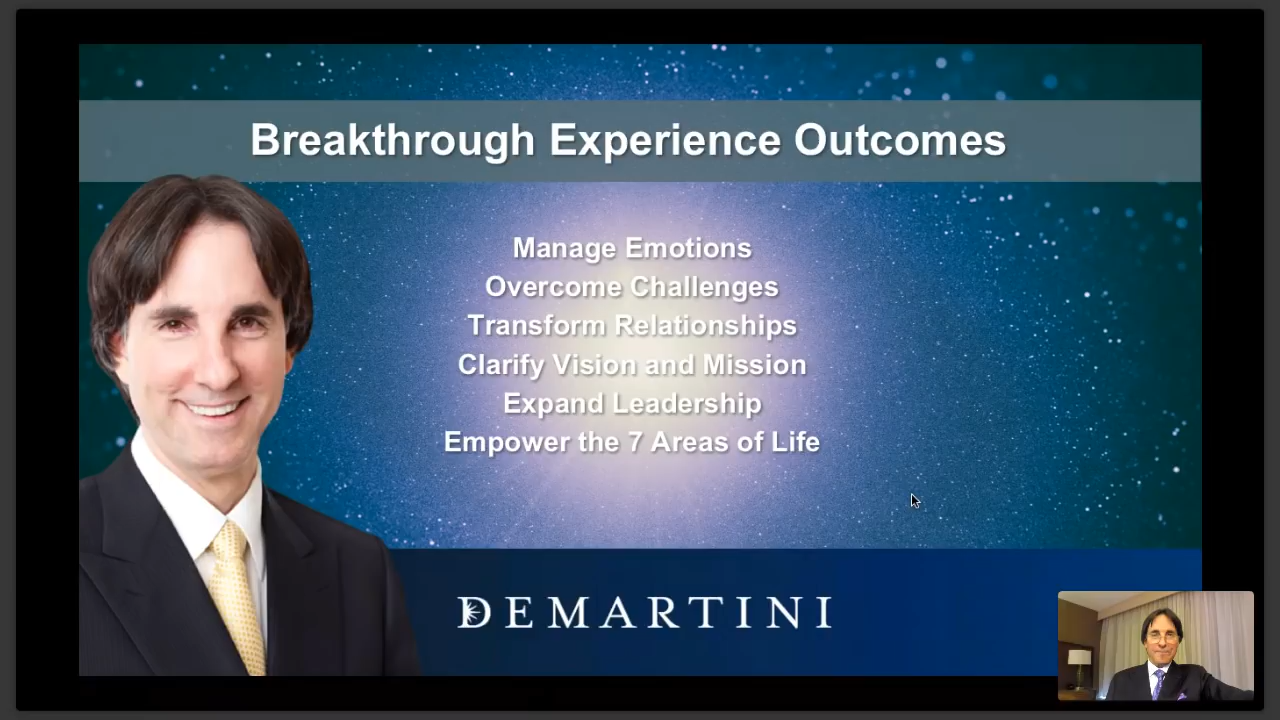 Breakthrough Experience Outcomes
Manage Emotions
Overcome Challenges
Transform Relationships
Clarify Vision and Mission
Expand Leadership
Empower the 7 Areas of Life
DEMARTINI